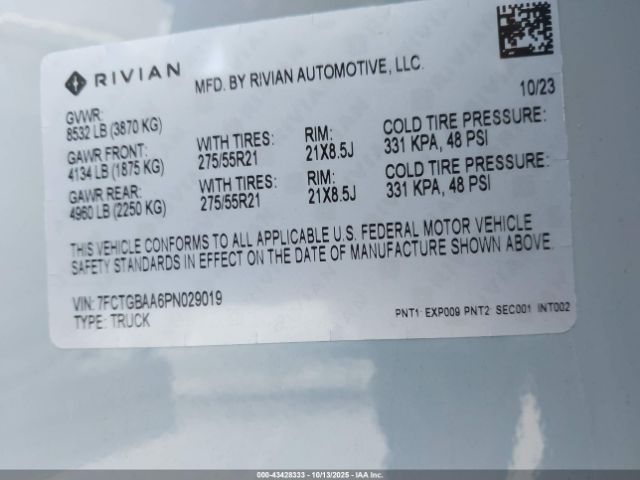 RIVIAN
MFD. BY RIVIAN AUTOMOTIVE, LLC.
10/23
GVWR:
8532 LB (3870 KG)
GAWR FRONT:
4134 LB (1875 KG)
WITH TIRES:
275/55R21
RIM:
21X8.5J
COLD TIRE PRESSURE:
331 KPA, 48 PSI
GAWR REAR:
4960 LB (2250 KG)
WITH TIRES:
275/55R21
RIM:
21X8.5J
COLD TIRE PRESSURE:
331 KPA, 48 PSI
THIS VEHICLE CONFORMS TO ALL APPLICABLE U.S. FEDERAL MOTOR VEHICLE
SAFETY STANDARDS IN EFFECT ON THE DATE OF MANUFACTURE SHOWN ABOVE.
VIN: 7FCTGBAA6PN029019
TYPE: TRUCK
PNT1: EXP009 PNT2: SEC001 INT002
000-43428333 - 10/13/2025 - IAA Inc.